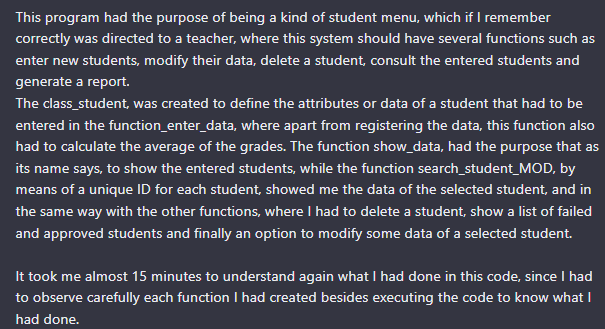 This program had the purpose of being a kind of student menu, which if I remember
correctly was directed to a teacher, where this system should have several functions such as
enter new students, modify their data, delete a student, consult the entered students and
generate a report.
The class_student, was created to define the attributes or data of a student that had to be
entered in the function_enter_data, where apart from registering the data, this function also
had to calculate the average of the grades. The function show_data, had the purpose that as
its name says, to show the entered students, while the function search_student_MOD, by
means of a unique ID for each student, showed me the data of the selected student, and in
the same way with the other functions, where I had to delete a student, show a list of failed
and approved students and finally an option to modify some data of a selected student.

It took me almost 15 minutes to understand again what I had done in this code, since I had
to observe carefully each function I had created besides executing the code to know what I
had done.